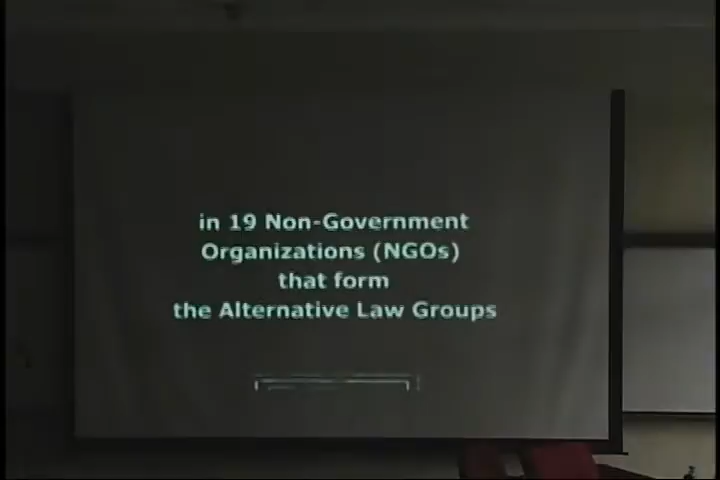 in 19 Non-Government
Organizations (NGOs)
that form
the Alternative Law Groups